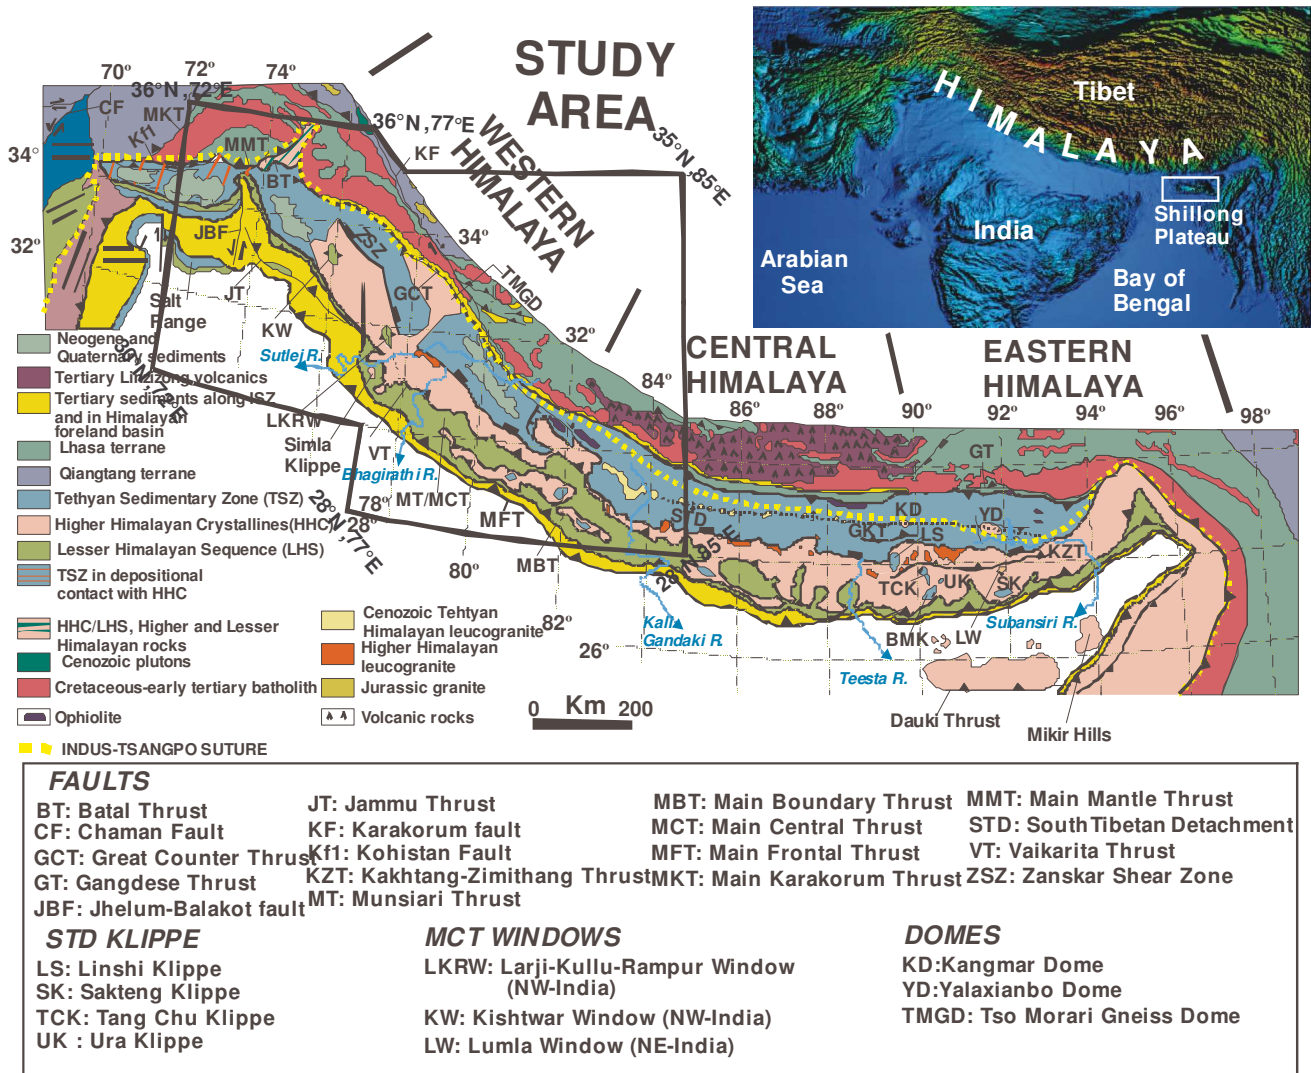 STUDY
AREA
HIMALAYA
Tibet
India
Shillong
Plateau
Arabian
Sea
Bay of
Bengal
70°
72°
74°
36°N,72°E
CF
MKT
Kf1
MMT
36°N,77°E
KF
35°N,85°E
WESTERN
HIMALAYA
34°
BT
JBF
ZSZ
34°
32°
GCT
TMGD
JT
Salt
Range
KW
Sutlej R.
32°
CENTRAL
HIMALAYA
EASTERN
HIMALAYA
84°
86°
88°
90°
92°
94°
96°
98°
LKRW
Simla
Klippe
VT
Bhagirathi R.
MT/MCT
78°
28°
28°N,77°E
MFT
MBT
80°
82°
26°
GT
STD
KD
YD
GKT
LS
KZT
28°N,85°E
TCK
UK
SK
BMK
LW
Kali
Gandaki R.
Teesta R.
Subansiri R.
Dauki Thrust
Mikir Hills
Neogene and
Quaternary sediments
Tertiary Linzizong volcanics
Tertiary sediments along ISZ
and in Himalayan
foreland basin
Lhasa terrane
Qiangtang terrane
Tethyan Sedimentary Zone (TSZ)
Higher Himalayan Crystallines(HHC)
Lesser Himalayan Sequence (LHS)
TSZ in depositional
contact with HHC
HHC/LHS, Higher and Lesser
Himalayan rocks
Cenozoic plutons
Cretaceous-early tertiary batholith
Ophiolite
INDUS-TSANGPO SUTURE
Cenozoic Tehtyan
Himalayan leucogranite
Higher Himalayan
leucogranite
Jurassic granite
Volcanic rocks
0 Km 200
FAULTS
BT: Batal Thrust
CF: Chaman Fault
GCT: Great Counter Thrust
GT: Gangdese Thrust
JBF: Jhelum-Balakot fault
JT: Jammu Thrust
KF: Karakorum fault
Kf1: Kohistan Fault
KZT: Kakhtang-Zimithang Thrust
MT: Munsiari Thrust
MBT: Main Boundary Thrust
MCT: Main Central Thrust
MFT: Main Frontal Thrust
MKT: Main Karakorum Thrust
MMT: Main Mantle Thrust
STD: SouthTibetan Detachment
VT: Vaikarita Thrust
ZSZ: Zanskar Shear Zone
STD KLIPPE
LS: Linshi Klippe
SK: Sakteng Klippe
TCK: Tang Chu Klippe
UK : Ura Klippe
MCT WINDOWS
LKRW: Larji-Kullu-Rampur Window
(NW-India)
KW: Kishtwar Window (NW-India)
LW: Lumla Window (NE-India)
DOMES
KD:Kangmar Dome
YD:Yalaxianbo Dome
TMGD: Tso Morari Gneiss Dome